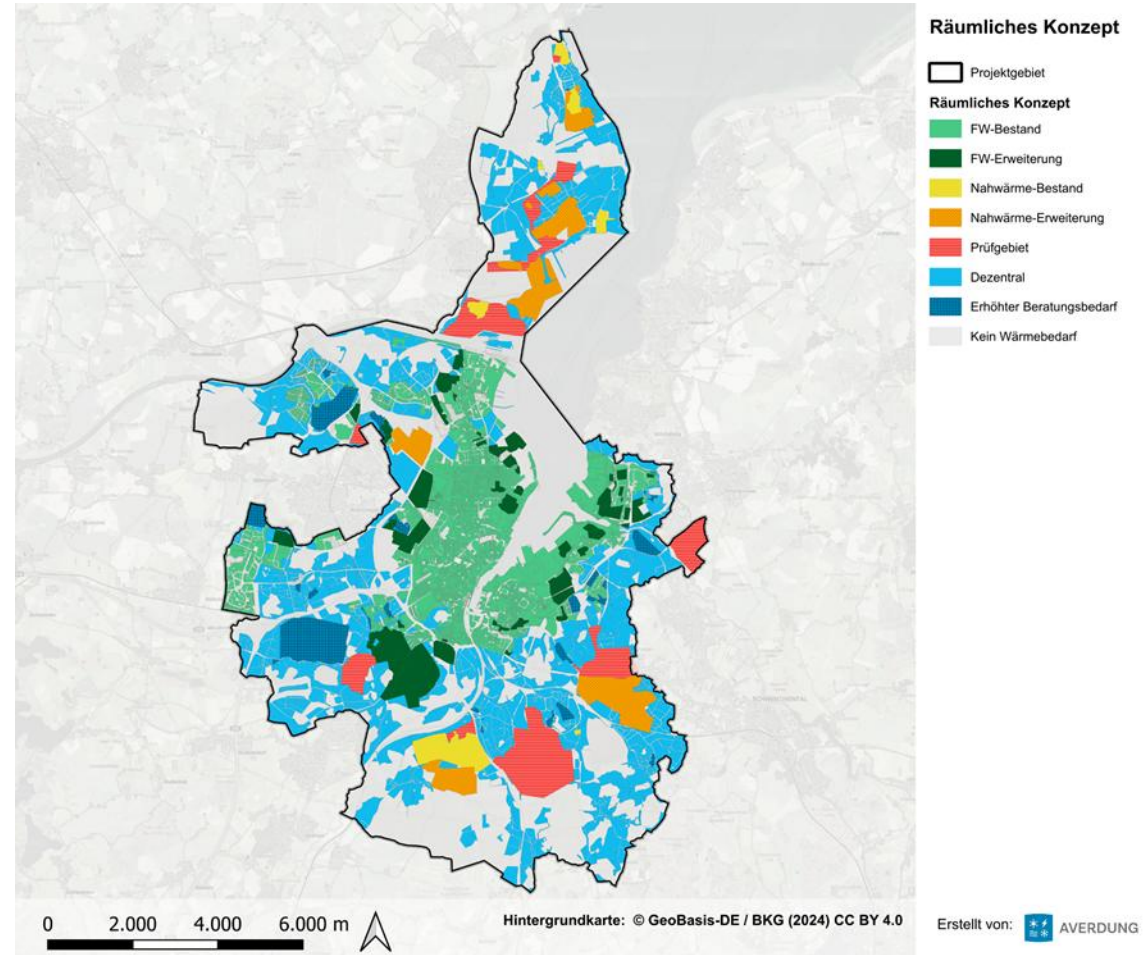 Räumliches Konzept
Projektgebiet
Räumliches Konzept
FW-Bestand
FW-Erweiterung
Nahwärme-Bestand
Nahwärme-Erweiterung
Prüfgebiet
Dezentral
Erhöhter Beratungsbedarf
Kein Wärmebedarf
0 2.000 4.000 6.000 m
Hintergrundkarte: © GeoBasis-DE / BKG (2024) CC BY 4.0
Erstellt von: AVERDUNG